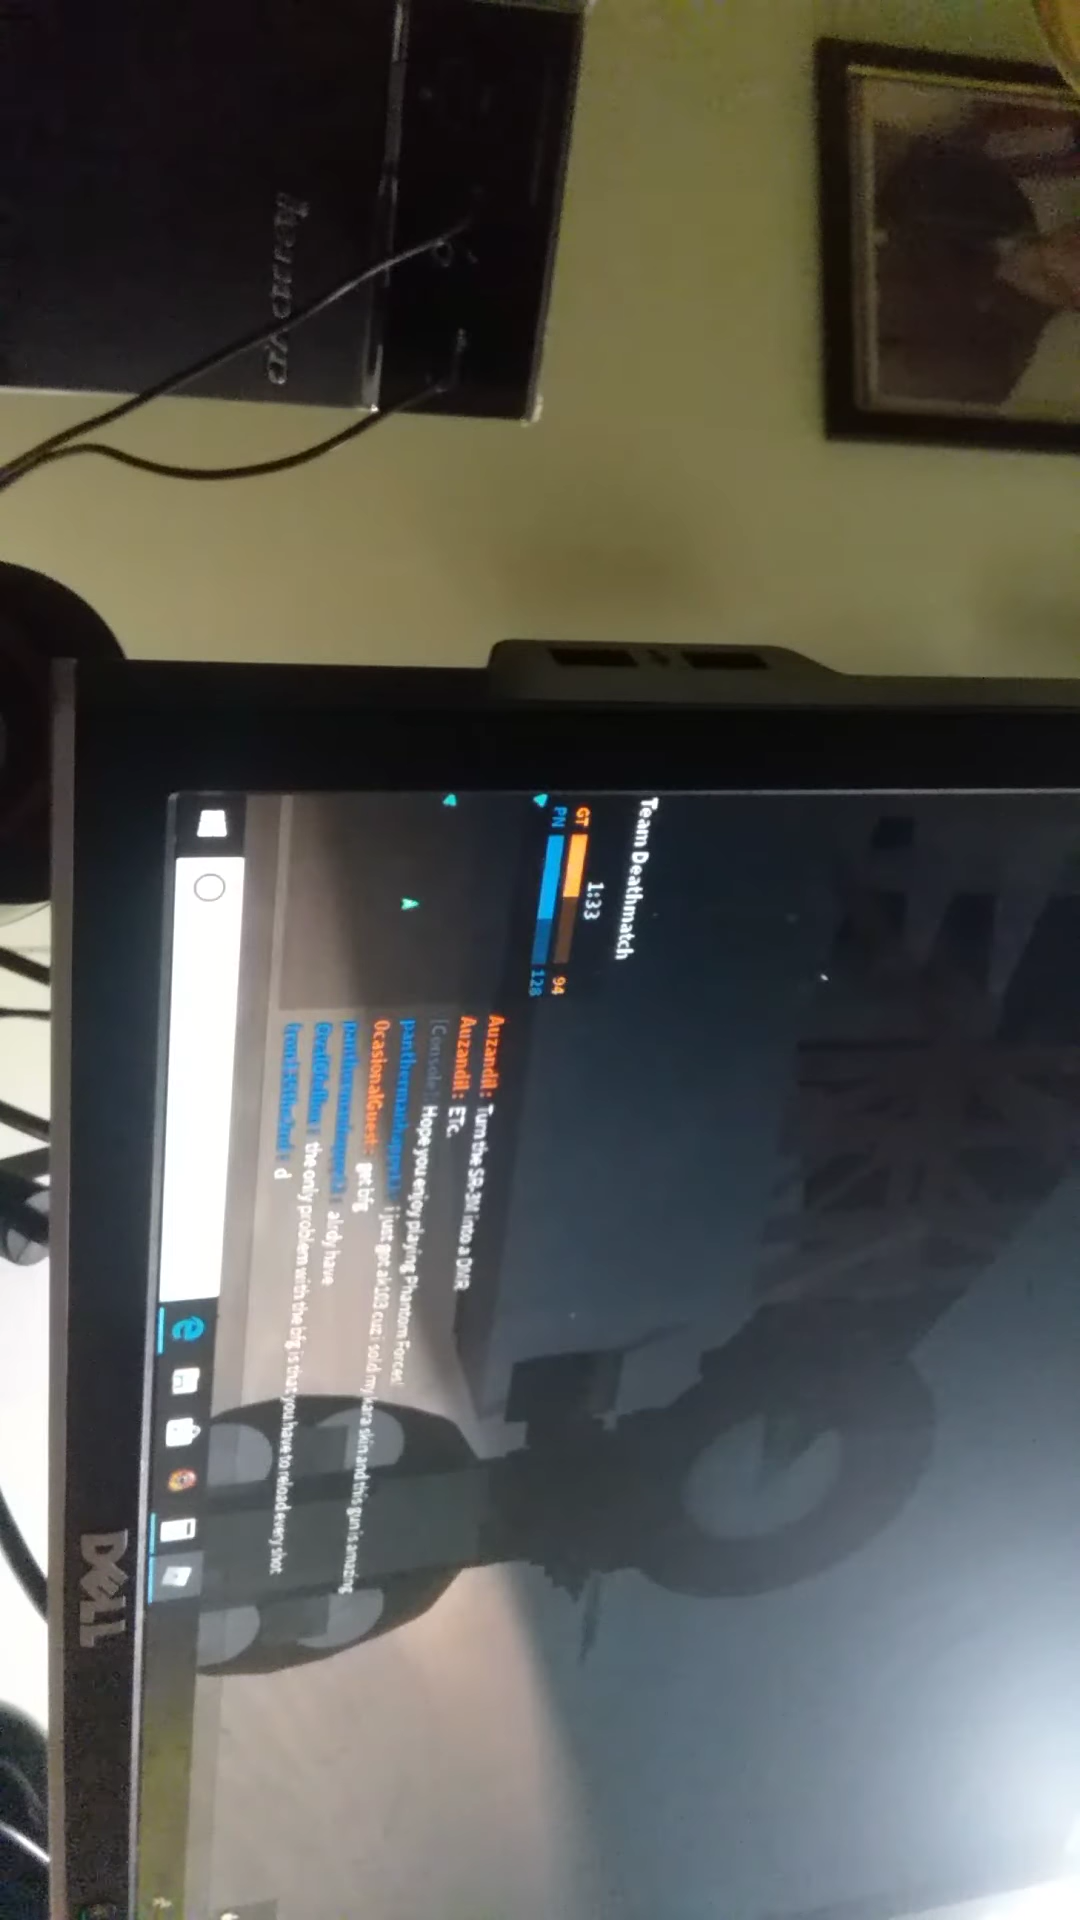 lenovo
Team Deathmatch
1:33
GT 94
PN 128
Auzandil: Turn the SR-3M into a DMR
Auzandil: ETc.
[Console]: Hope you enjoy playing Phantom Forces!
i just got ak103 cuz i sold my kara skin and this gun is amazing
OcasionalGuest: get bfg
alrdy have
the only problem with the bfg is that you have to reload every shot
: d
DELL